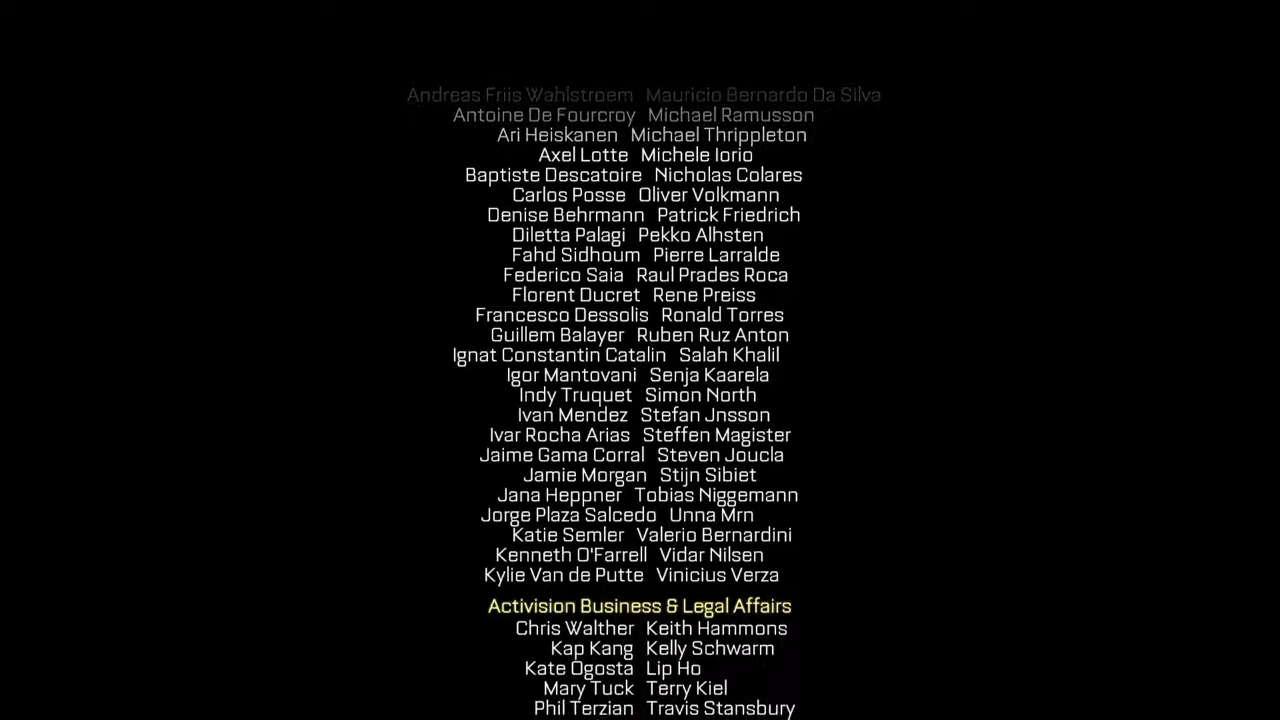 Andreas Friis Wahlstroem Mauricio Bernardo Da Silva
Antoine De Fourcroy Michael Ramusson
Ari Heiskanen Michael Thrippleton
Axel Lotte Michele Iorio
Baptiste Descatoire Nicholas Colares
Carlos Posse Oliver Volkmann
Denise Behrmann Patrick Friedrich
Diletta Palagi Pekko Alhsten
Fahd Sidhoum Pierre Larralde
Federico Saia Raul Prades Roca
Florent Ducret Rene Preiss
Francesco Dessolis Ronald Torres
Guillem Balayer Ruben Ruz Anton
Ignat Constantin Catalin Salah Khalil
Igor Mantovani Senja Kaarela
Indy Truquet Simon North
Ivan Mendez Stefan Jnsson
Ivar Rocha Arias Steffen Magister
Jaime Gama Corral Steven Joucla
Jamie Morgan Stijn Sibiet
Jana Heppner Tobias Niggemann
Jorge Plaza Salcedo Unna Mrn
Katie Semler Valerio Bernardini
Kenneth O'Farrell Vidar Nilsen
Kylie Van de Putte Vinicius Verza
Activision Business & Legal Affairs
Chris Walther Keith Hammons
Kap Kang Kelly Schwarm
Kate Ogosta Lip Ho
Mary Tuck Terry Kiel
Phil Terzian Travis Stansbury